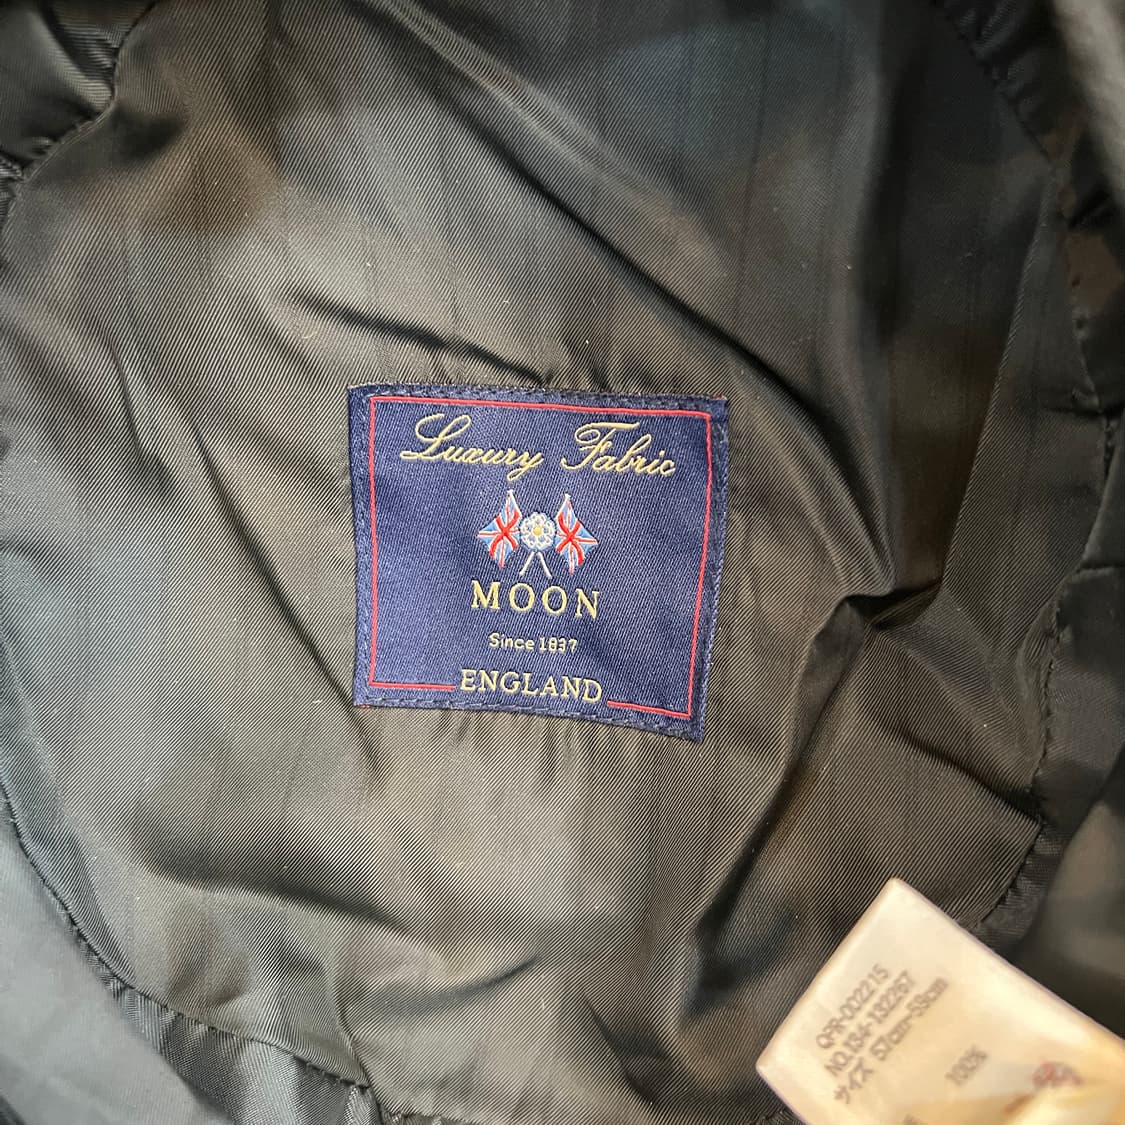 Luxury Fabric
MOON
Since 1837
ENGLAND
QPR-002215
NO.134-132267
サイズ 57cm-59cm
100%